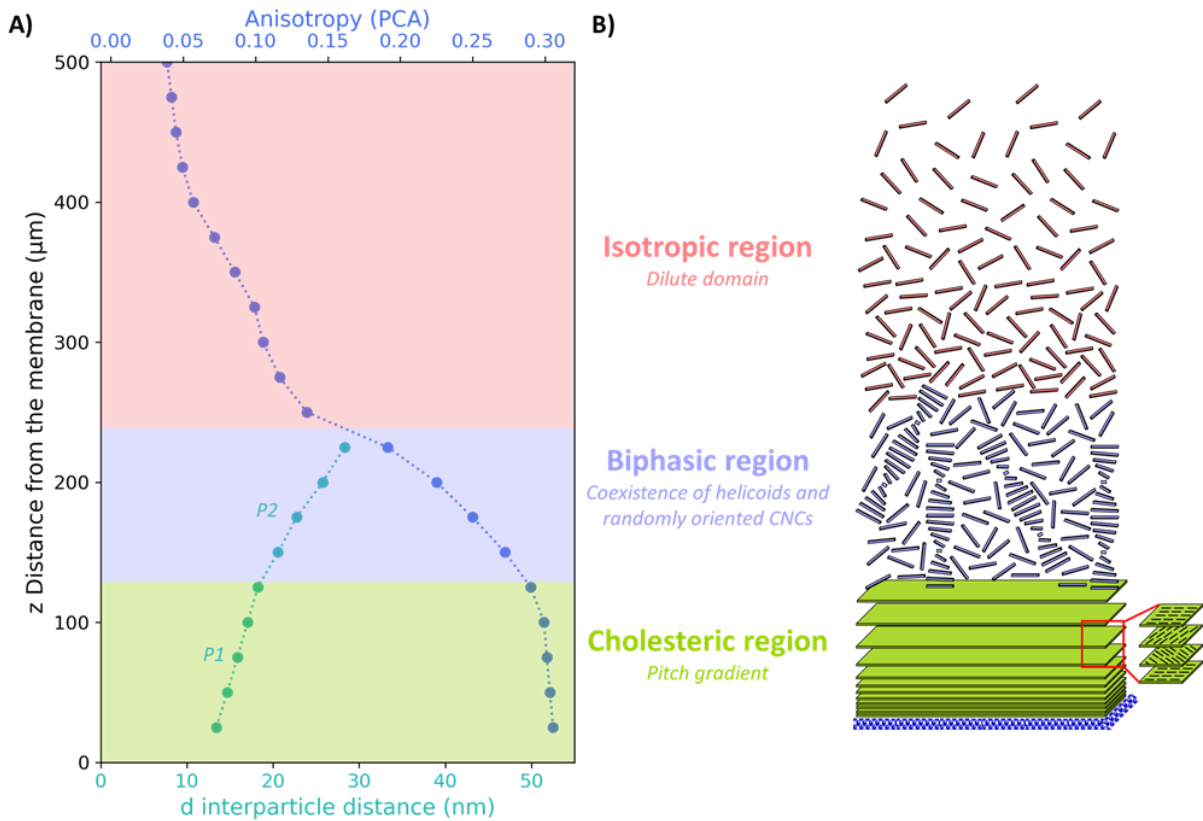 A)
Anisotropy (PCA)
0.00 0.05 0.10 0.15 0.20 0.25 0.30
500
400
300
200
100
0
z Distance from the membrane (μm)
P2
P1
0 10 20 30 40 50
d interparticle distance (nm)
B)
Isotropic region
Dilute domain
Biphasic region
Coexistence of helicoids and
randomly oriented CNCs
Cholesteric region
Pitch gradient